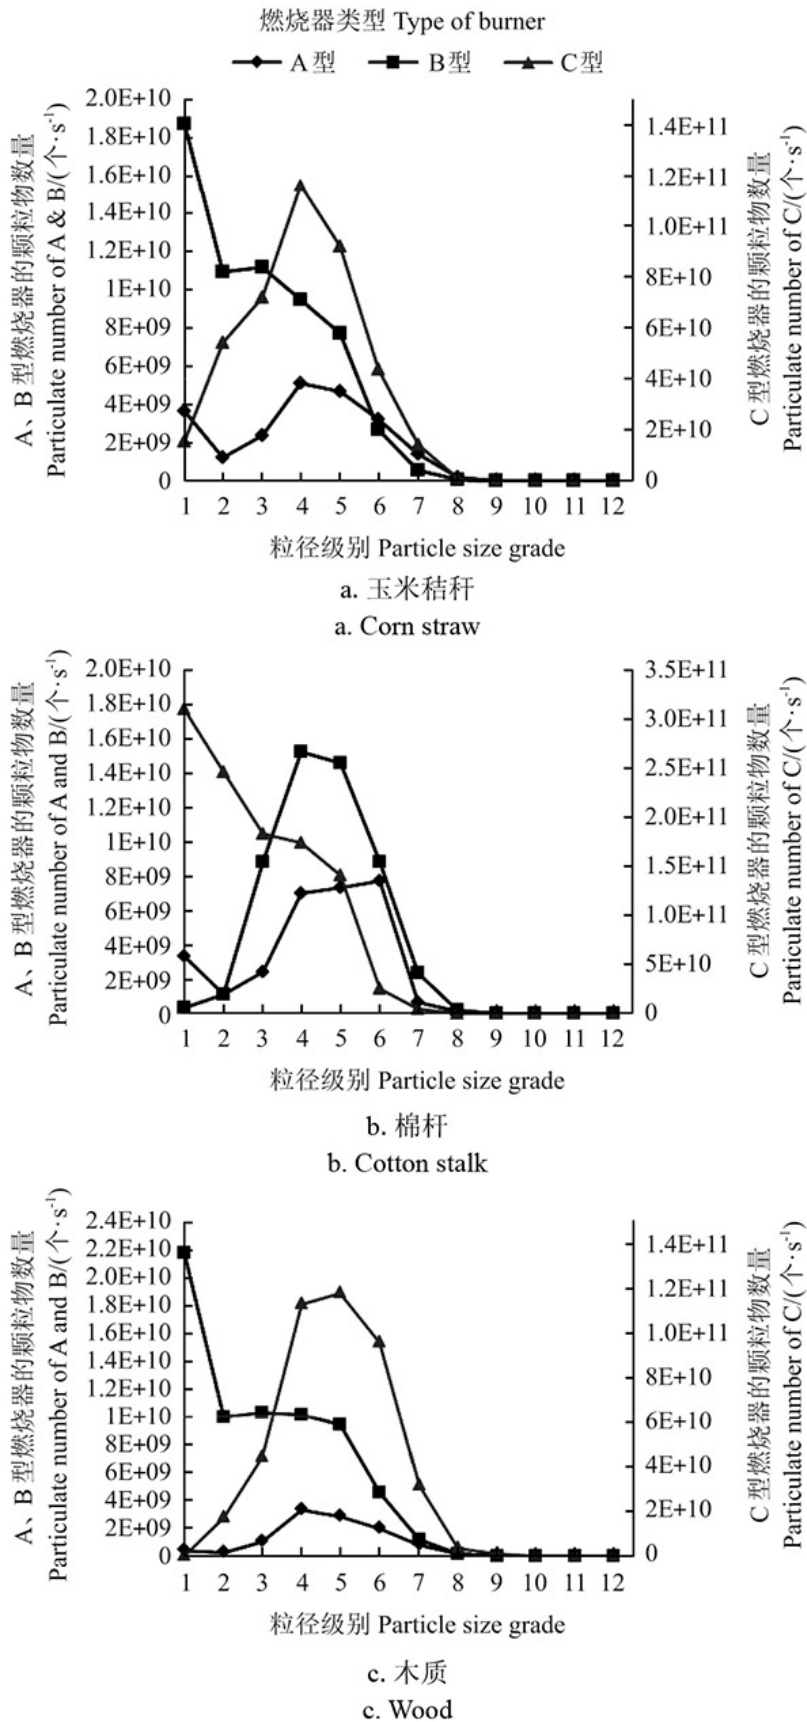 燃烧器类型 Type of burner
A型 B型 C型
A、B型燃烧器的颗粒物数量
Particulate number of A & B/(个·s⁻¹)
2.0E+10
1.8E+10
1.6E+10
1.4E+10
1.2E+10
1E+10
8E+09
6E+09
4E+09
2E+09
0
1.4E+11
1.2E+11
1.0E+11
8E+10
6E+10
4E+10
2E+10
0
C型燃烧器的颗粒物数量
Particulate number of C/(个·s⁻¹)
1 2 3 4 5 6 7 8 9 10 11 12
粒径级别 Particle size grade
a. 玉米秸秆
a. Corn straw
A、B型燃烧器的颗粒物数量
Particulate number of A and B/(个·s⁻¹)
2.0E+10
1.8E+10
1.6E+10
1.4E+10
1.2E+10
1E+10
8E+09
6E+09
4E+09
2E+09
0
3.5E+11
3.0E+11
2.5E+11
2.0E+11
1.5E+11
1.0E+11
5E+10
0
C型燃烧器的颗粒物数量
Particulate number of C/(个·s⁻¹)
1 2 3 4 5 6 7 8 9 10 11 12
粒径级别 Particle size grade
b. 棉杆
b. Cotton stalk
A、B型燃烧器的颗粒物数量
Particulate number of A and B/(个·s⁻¹)
2.4E+10
2.2E+10
2.0E+10
1.8E+10
1.6E+10
1.4E+10
1.2E+10
1E+10
8E+09
6E+09
4E+09
2E+09
0
1.4E+11
1.2E+11
1.0E+11
8E+10
6E+10
4E+10
2E+10
0
C型燃烧器的颗粒物数量
Particulate number of C/(个·s⁻¹)
1 2 3 4 5 6 7 8 9 10 11 12
粒径级别 Particle size grade
c. 木质
c. Wood